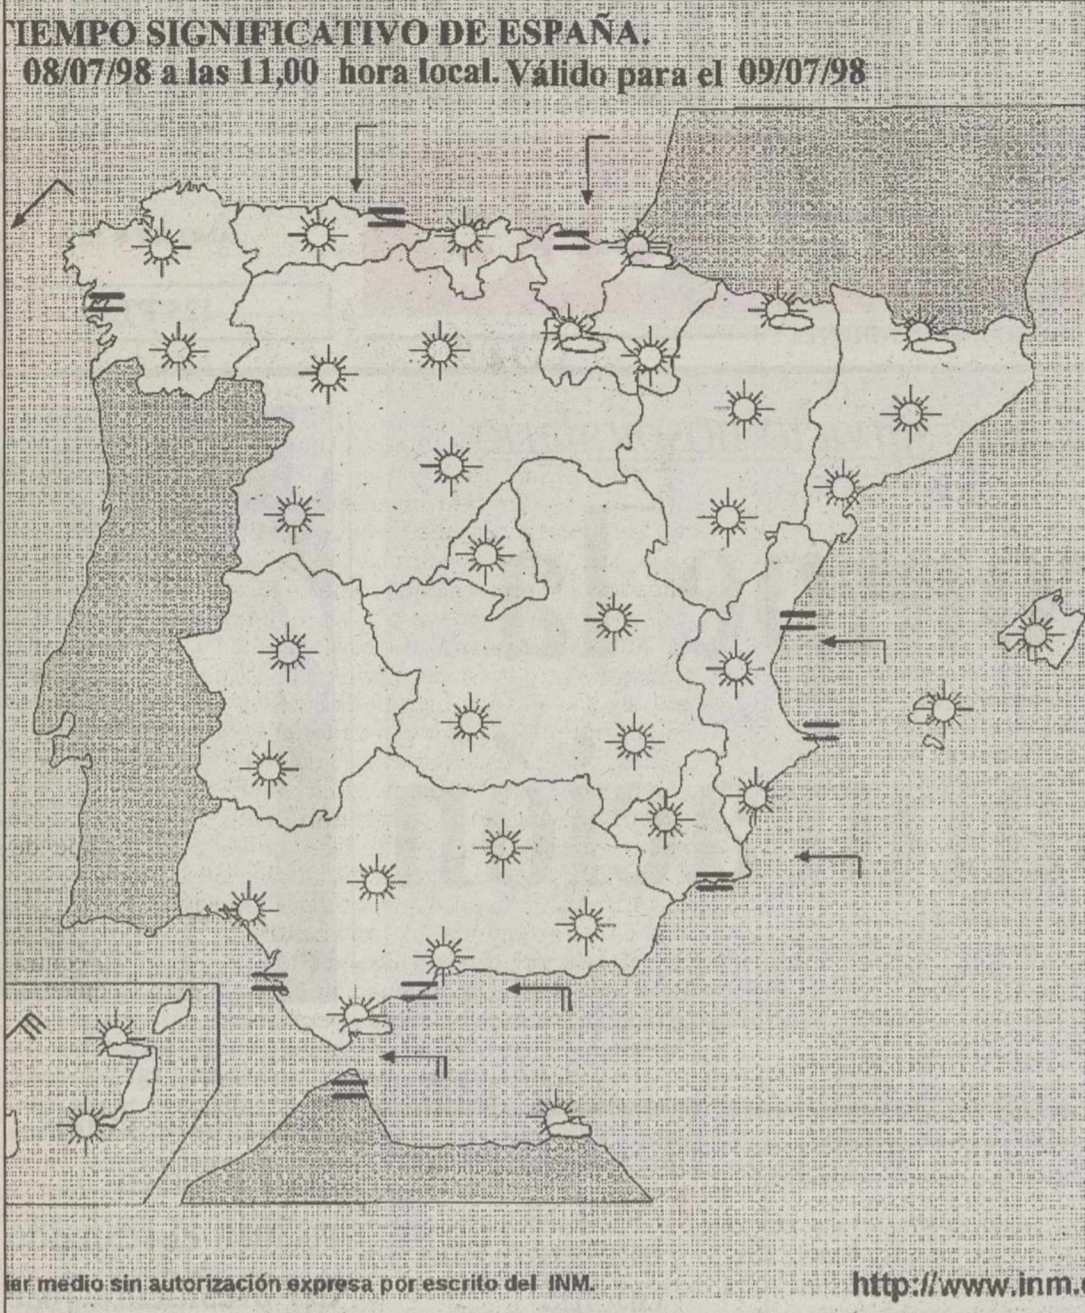 TIEMPO SIGNIFICATIVO DE ESPAÑA.
08/07/98 a las 11,00 hora local. Válido para el 09/07/98
medio sin autorización expresa por escrito del INM.
http://www.inm.